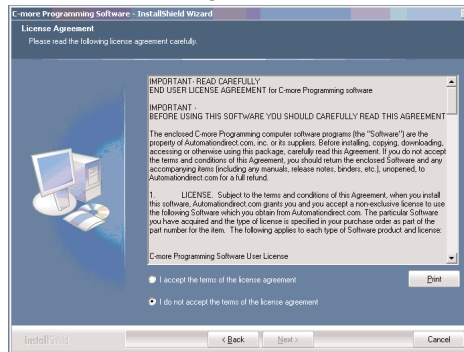 C-more Programming Software - InstallShield Wizard
License Agreement
Please read the following license agreement carefully.
IMPORTANT- READ CAREFULLY
END USER LICENSE AGREEMENT for C-more Programming software
IMPORTANT -
BEFORE USING THIS SOFTWARE YOU SHOULD CAREFULLY READ THIS AGREEMENT
The enclosed C-more Programming computer software programs (the "Software") are the
property of Automationdirect.com, inc. or its suppliers. Before installing, copying, downloading,
accessing or otherwise using this package, carefully read this Agreement. If you do not accept
the terms and conditions of this Agreement, you should return the enclosed Software and any
accompanying items (including any manuals, release notes, binders, etc.), unopened, to
Automationdirect.com for a full refund.
1. LICENSE. Subject to the terms and conditions of this Agreement, when you install
this software, Automationdirect.com grants you and you accept a non-exclusive license to use
the following Software which you obtain from Automationdirect.com. The particular Software
you have acquired and the type of license is specified in your purchase order as part of the
part number for the item. The following applies to each type of Software product and license:
C-more Programming Software User License
I accept the terms of the license agreement
Print
I do not accept the terms of the license agreement
InstallShield
< Back
Next >
Cancel